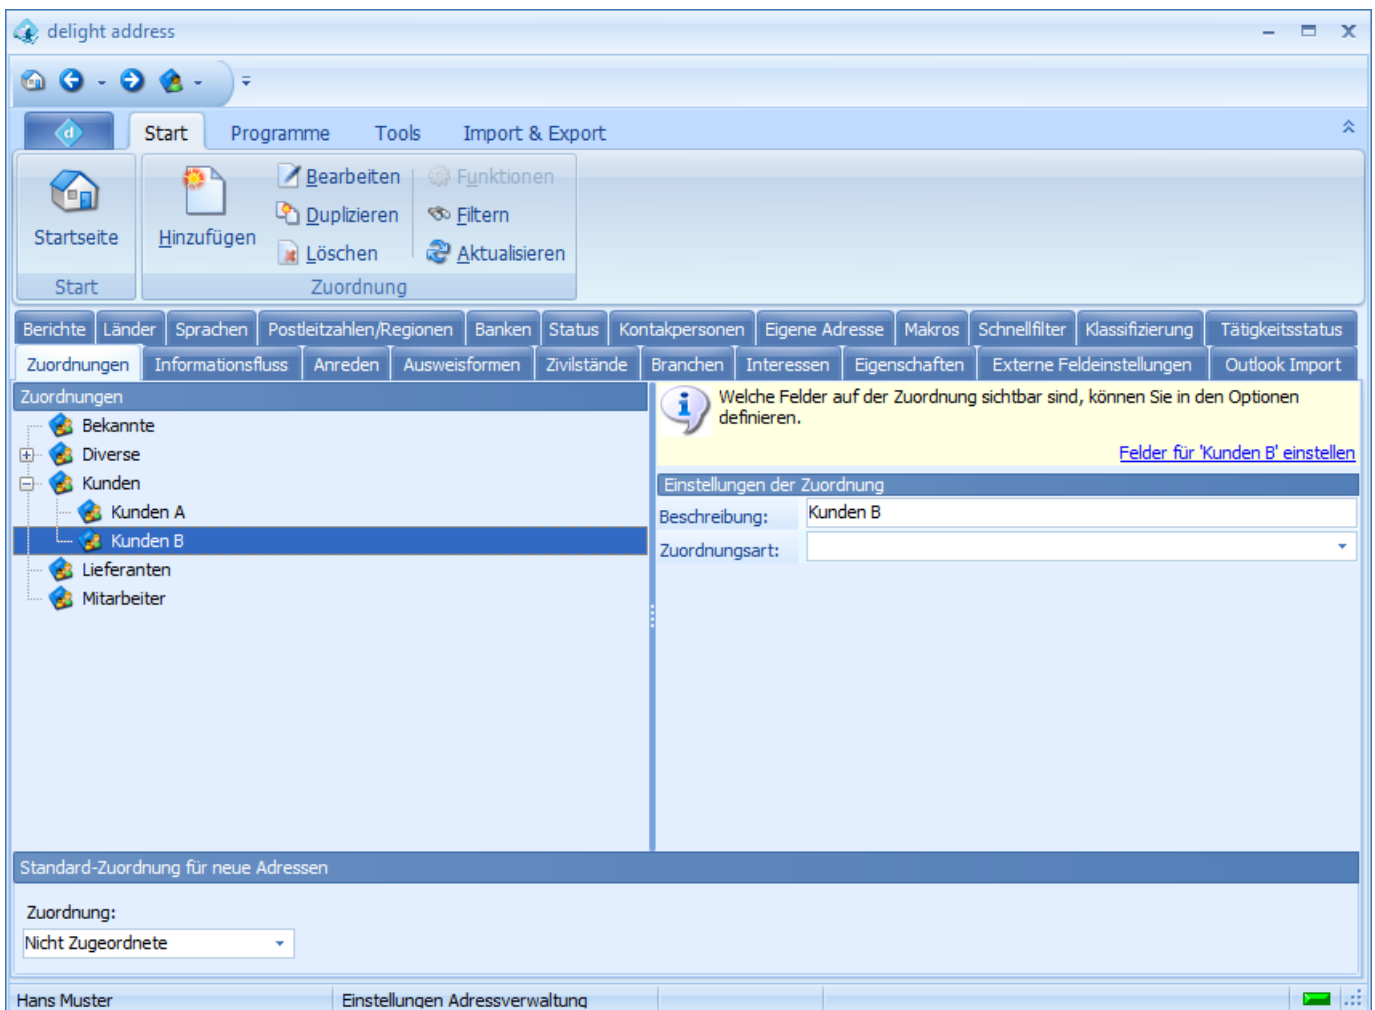 delight address
Start Programme Tools Import & Export
Bearbeiten Funktionen
Duplizieren Filtern
Startseite Hinzufügen
Löschen Aktualisieren
Start Zuordnung
Berichte Länder Sprachen Postleitzahlen/Regionen Banken Status Kontakpersonen Eigene Adresse Makros Schnellfilter Klassifizierung Tätigkeitsstatus
Zuordnungen Informationsfluss Anreden Ausweisformen Zivilstände Branchen Interessen Eigenschaften Externe Feldeinstellungen Outlook Import
Zuordnungen
Bekannte
Diverse
Kunden
Kunden A
Kunden B
Lieferanten
Mitarbeiter
Welche Felder auf der Zuordnung sichtbar sind, können Sie in den Optionen
definieren.
Felder für 'Kunden B' einstellen
Einstellungen der Zuordnung
Beschreibung: Kunden B
Zuordnungsart:
Standard-Zuordnung für neue Adressen
Zuordnung:
Nicht Zugeordnete
Hans Muster Einstellungen Adressverwaltung